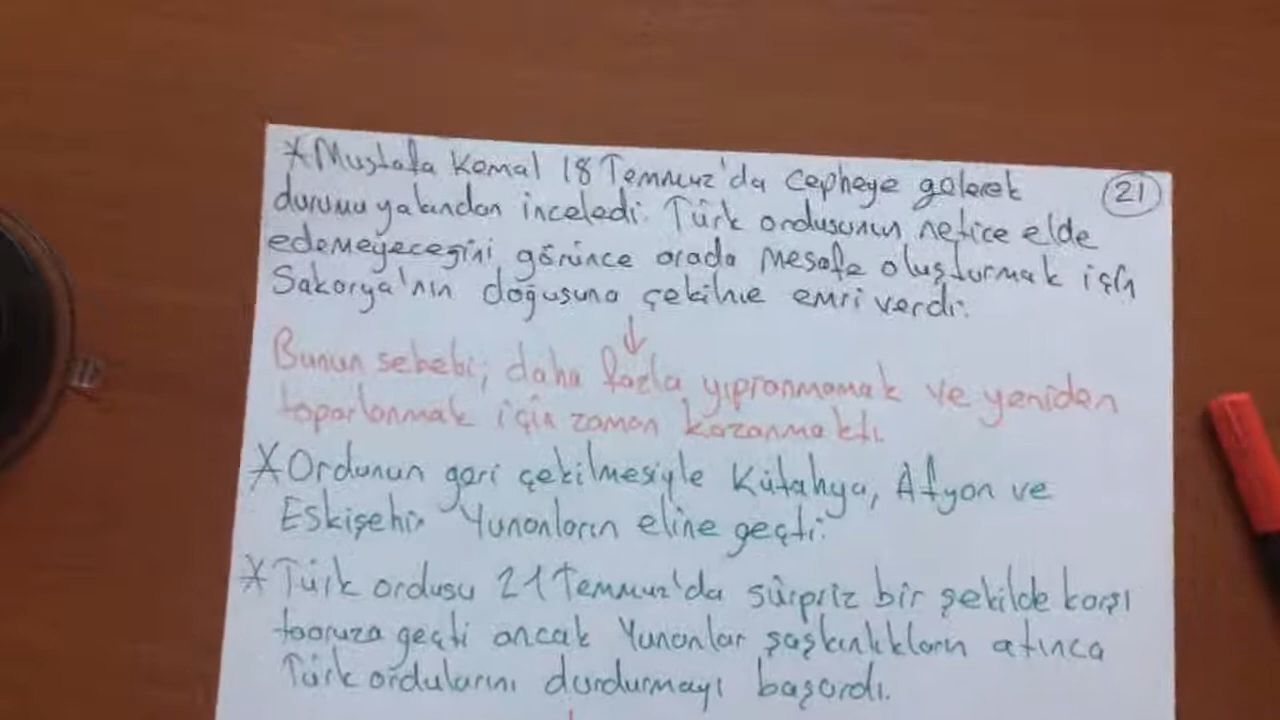 *Mustafa Kemal 18 Temmuz'da Cepheye gelerek
21
durumu yakından inceledi. Türk ordusunun netice elde
edemeyeceğini görünce arada mesafe oluşturmak için
Sakarya'nın doğusuna çekilme emri verdi.
↓
Bunun sebebi; daha fazla yıpranmamak ve yeniden
toparlanmak için zaman kazanmaktı.
*Ordunun geri çekilmesiyle Kütahya, Afyon ve
Eskişehir Yunanların eline geçti.
*Türk ordusu 21 Temmuz'da sürpriz bir şekilde karşı
taaruza geçti ancak Yunanlar şaşkınlıkların atınca
Türk ordularını durdurmayı başardı.